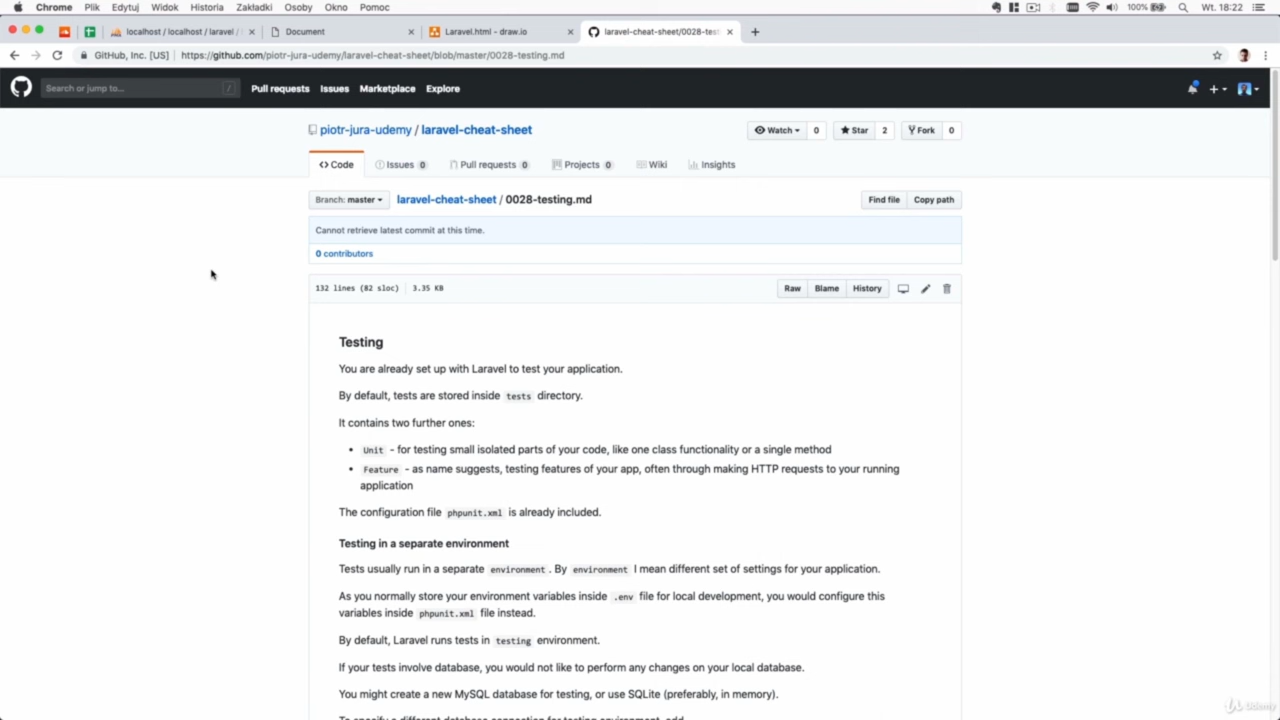 Chrome Plik Edytuj Widok Historia Zakładki Osoby Okno Pomoc 100% Wt. 18:22
localhost / localhost / laravel / Document Laravel.html - draw.io laravel-cheat-sheet/0028-test
GitHub, Inc. [US] https://github.com/piotr-jura-udemy/laravel-cheat-sheet/blob/master/0028-testing.md
Search or jump to... / Pull requests Issues Marketplace Explore
piotr-jura-udemy / laravel-cheat-sheet Watch 0 Star 2 Fork 0
<> Code Issues 0 Pull requests 0 Projects 0 Wiki Insights
Branch: master laravel-cheat-sheet / 0028-testing.md Find file Copy path
Cannot retrieve latest commit at this time.
0 contributors
132 lines (82 sloc) 3.35 KB Raw Blame History
Testing
You are already set up with Laravel to test your application.
By default, tests are stored inside tests directory.
It contains two further ones:
• Unit - for testing small isolated parts of your code, like one class functionality or a single method
• Feature - as name suggests, testing features of your app, often through making HTTP requests to your running
application
The configuration file phpunit.xml is already included.
Testing in a separate environment
Tests usually run in a separate environment. By environment I mean different set of settings for your application.
As you normally store your environment variables inside .env file for local development, you would configure this
variables inside phpunit.xml file instead.
By default, Laravel runs tests in testing environment.
If your tests involve database, you would not like to perform any changes on your local database.
You might create a new MySQL database for testing, or use SQLite (preferably, in memory).
To specify a different database connection for testing environment, add
Udemy